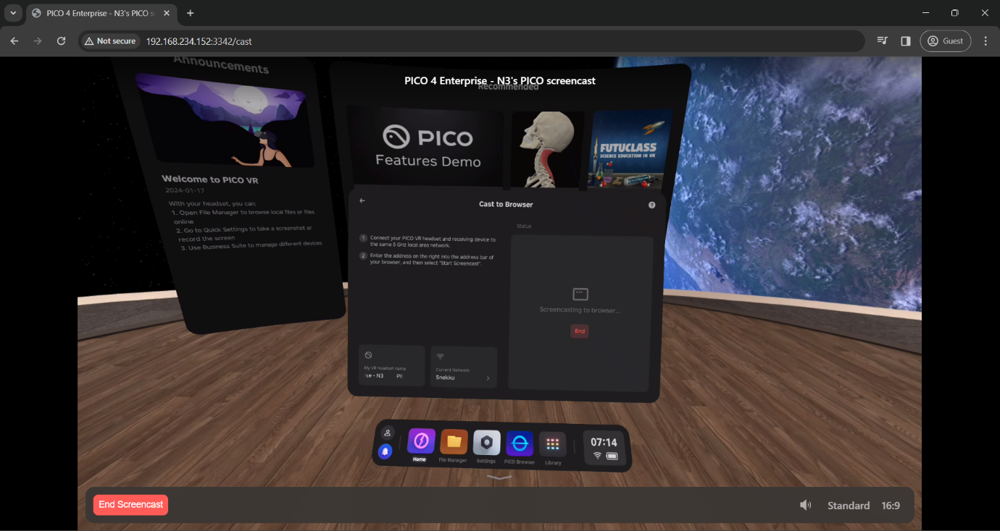 PICO 4 Enterprise - N3's PICO s
Not secure
192.168.234.152:3342/cast
Guest
PICO 4 Enterprise - N3's PICO screencast
Announcements
Recommended
PICO
Features Demo
FUTUCLASS
SCIENCE EDUCATION IN VR
Welcome to PICO VR
2024-01-17
With your headset, you can:
1. Open File Manager to browse local files or files
online
2. Go to Quick Settings to take a screenshot or
record the screen
3. Use Business Suite to manage different devices
Cast to Browser
?
Status
1 Connect your PICO VR headset and receiving device to
the same 5 GHz local area network.
2 Enter the address on the right into the address bar of
your browser, and then select "Start Screencast".
Screencasting to browser...
End
My VR headset name
se - N3 PI
Current Network
Snekku
Home
File Manager
Settings
PICO Browser
Library
07:14
End Screencast
Standard
16:9